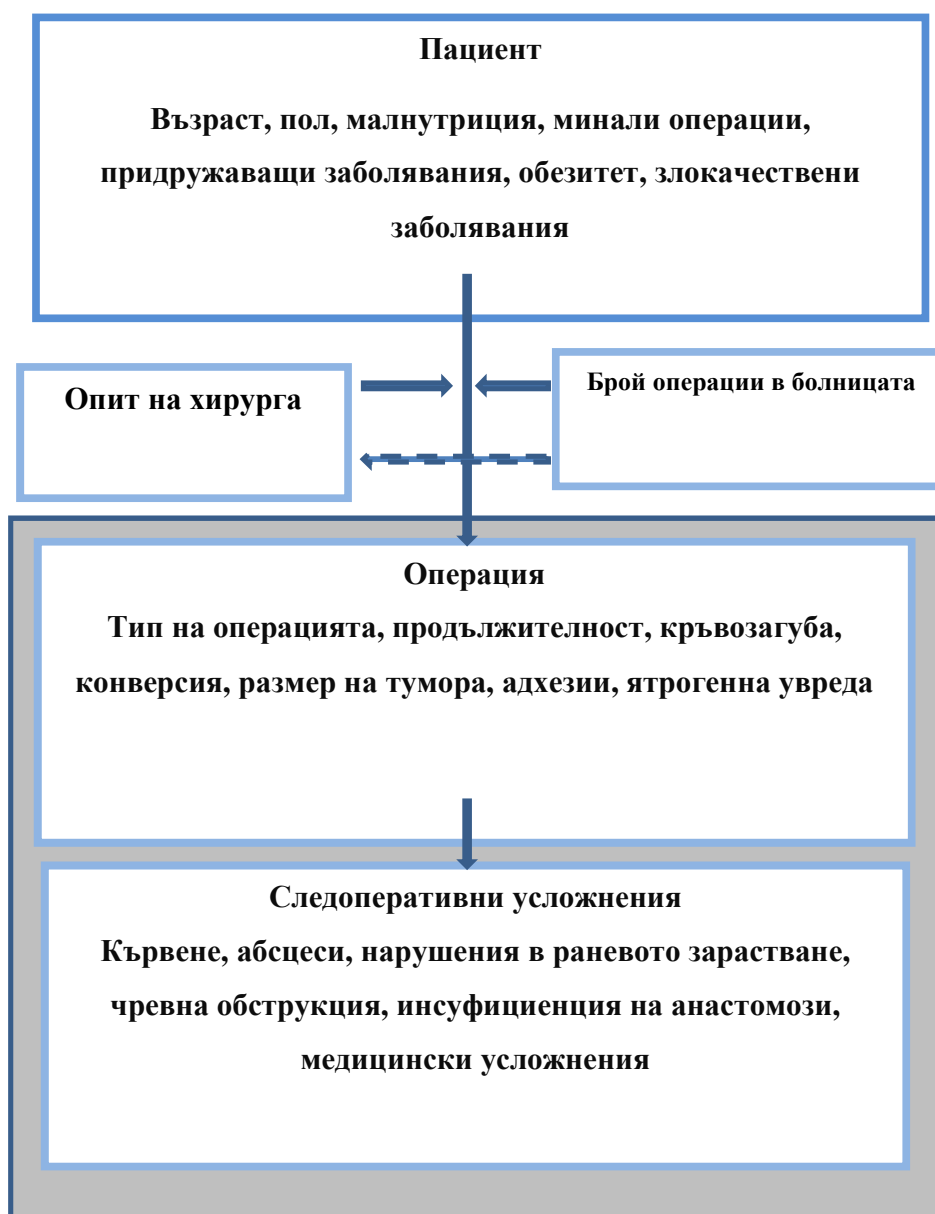 Пациент
Възраст, пол, малнутриция, минали операции,
придружаващи заболявания, обезитет, злокачествени
заболявания
Опит на хирурга
Брой операции в болницата
Операция
Тип на операцията, продължителност, кръвозагуба,
конверсия, размер на тумора, адхезии, ятрогенна увреда
Следоперативни усложнения
Кървене, абсцеси, нарушения в раневото зарастване,
чревна обструкция, инсуфициенция на анастомози,
медицински усложнения